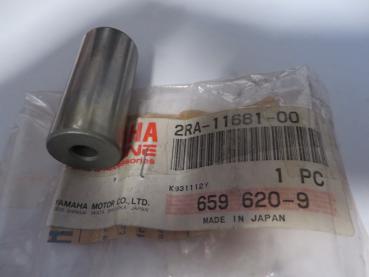 2RA-11681-00
K931112Y
1 PC
YAMAHA MOTOR CO., LTD.
659 620-9
MADE IN JAPAN